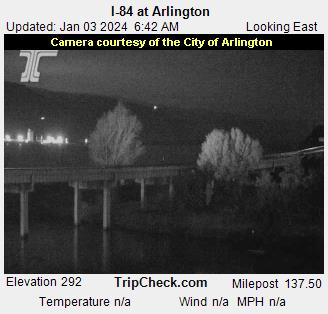 I-84 at Arlington
Updated: Jan 03 2024 6:42 AM Looking East
Camera courtesy of the City of Arlington
Elevation 292 TripCheck.com Milepost 137.50
Temperature n/a Wind n/a MPH n/a